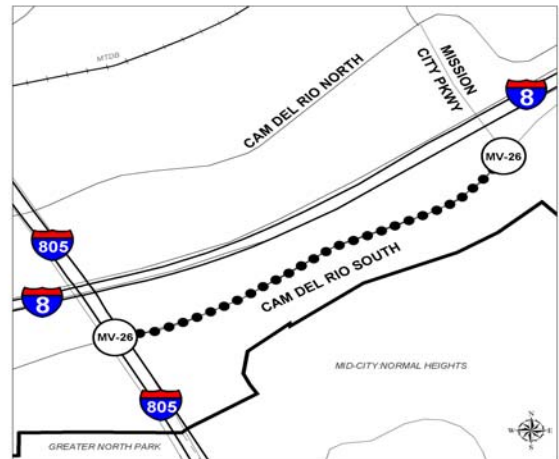 MTDB
CAM DEL RIO NORTH
MISSION
CITY PKWY
8
MV-26
805
8
CAM DEL RIO SOUTH
MV-26
MID-CITY:NORMAL HEIGHTS
805
GREATER NORTH PARK
N
W E
S